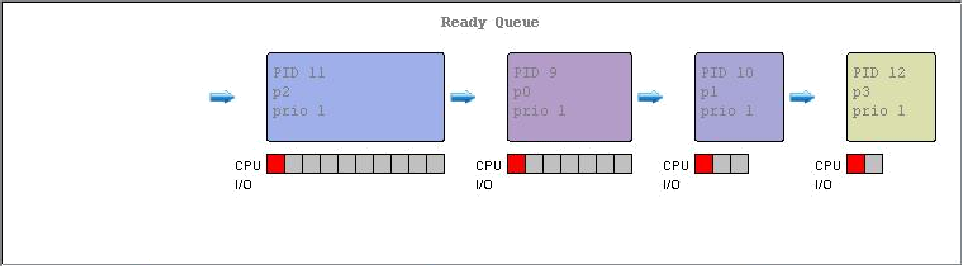 Ready Queue
PID 11
p2
prio 1
CPU
I/O
PID 9
p0
prio 1
CPU
I/O
PID 10
p1
prio 1
CPU
I/O
PID 12
p3
prio 1
CPU
I/O